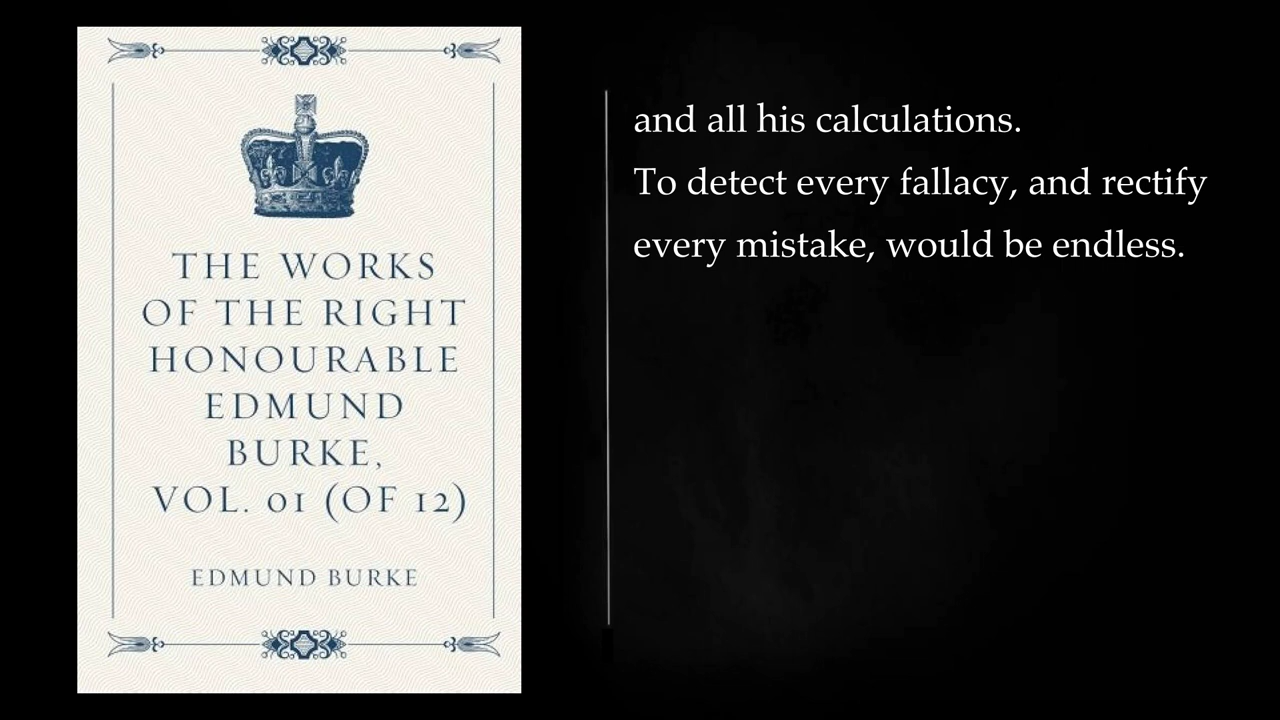 THE WORKS
OF THE RIGHT
HONOURABLE
EDMUND
BURKE,
VOL. 01 (OF 12)
EDMUND BURKE
and all his calculations.
To detect every fallacy, and rectify
every mistake, would be endless.